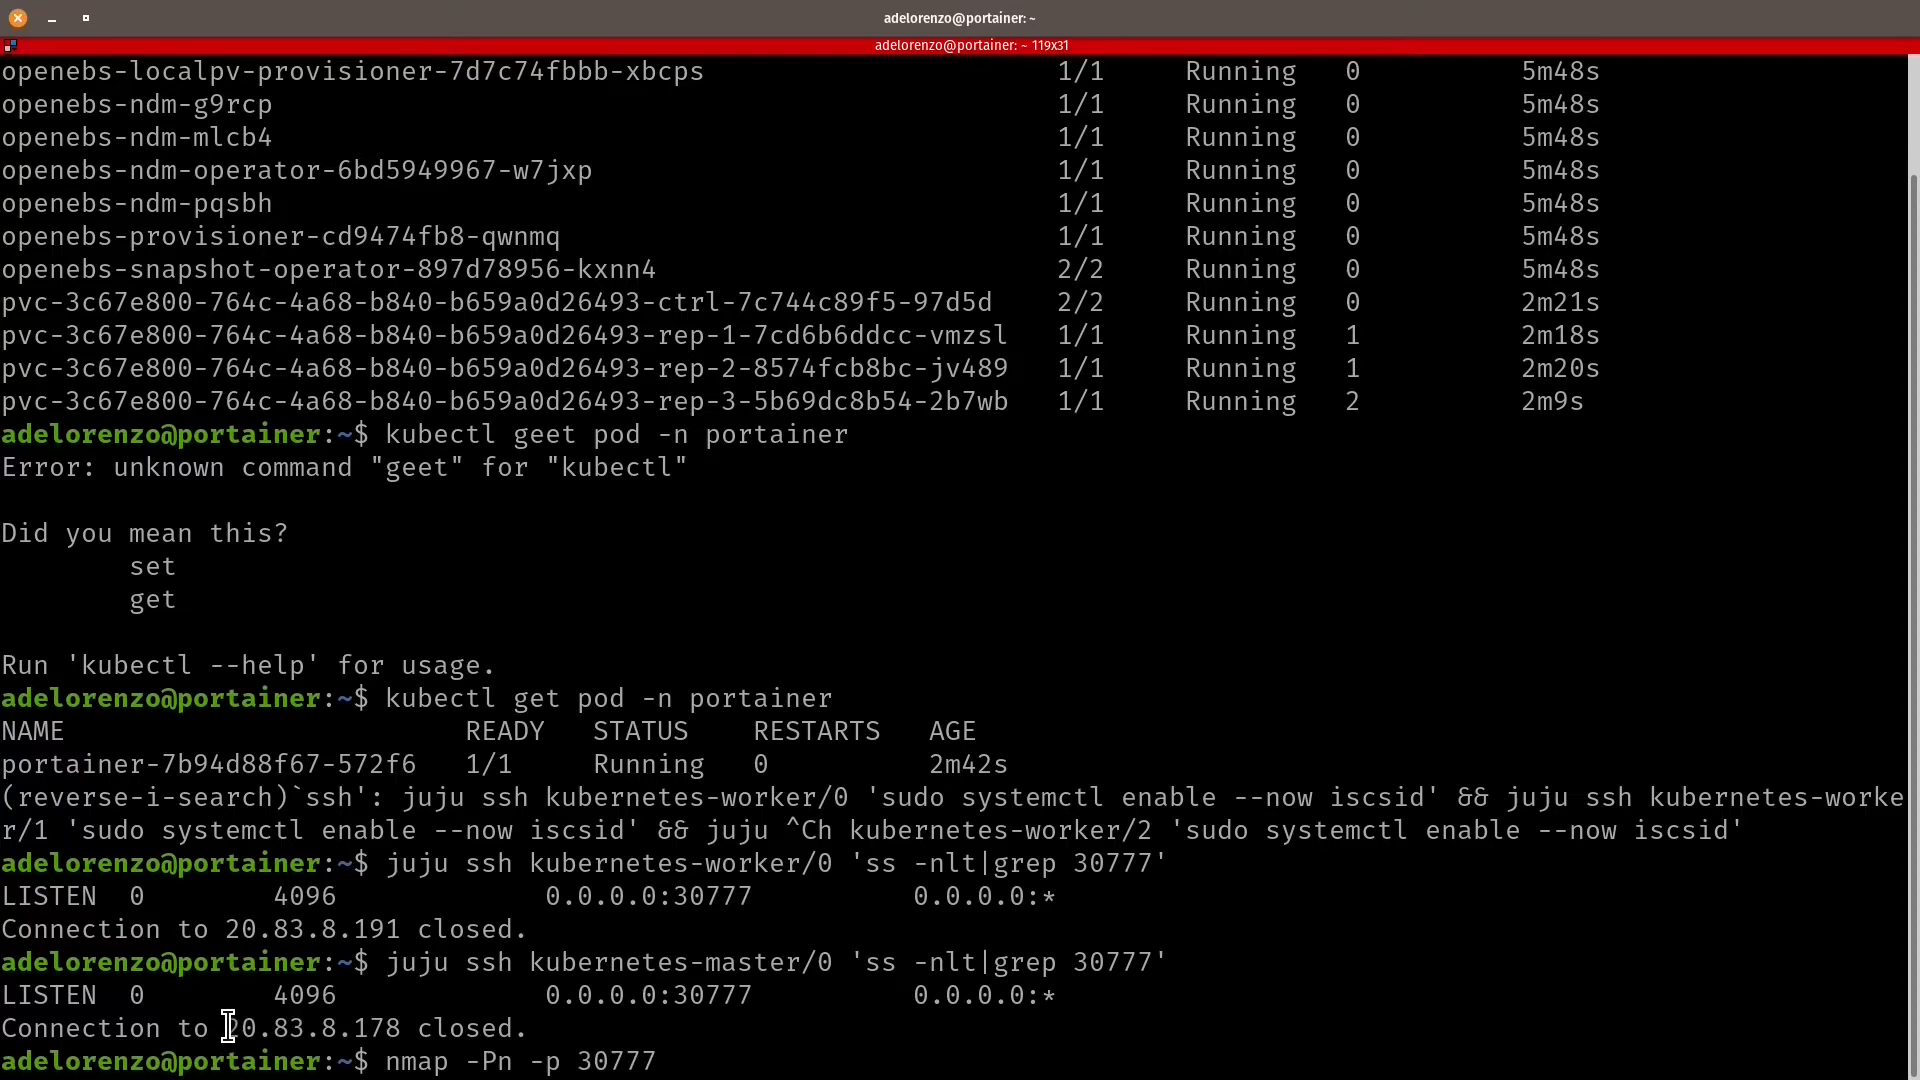 adelorenzo@portainer: ~
adelorenzo@portainer: ~ 119x31
openebs-localpv-provisioner-7d7c74fbbb-xbcps 1/1 Running 0 5m48s
openebs-ndm-g9rcp 1/1 Running 0 5m48s
openebs-ndm-mlcb4 1/1 Running 0 5m48s
openebs-ndm-operator-6bd5949967-w7jxp 1/1 Running 0 5m48s
openebs-ndm-pqsbh 1/1 Running 0 5m48s
openebs-provisioner-cd9474fb8-qwnmq 1/1 Running 0 5m48s
openebs-snapshot-operator-897d78956-kxnn4 2/2 Running 0 5m48s
pvc-3c67e800-764c-4a68-b840-b659a0d26493-ctrl-7c744c89f5-97d5d 2/2 Running 0 2m21s
pvc-3c67e800-764c-4a68-b840-b659a0d26493-rep-1-7cd6b6ddcc-vmzsl 1/1 Running 1 2m18s
pvc-3c67e800-764c-4a68-b840-b659a0d26493-rep-2-8574fcb8bc-jv489 1/1 Running 1 2m20s
pvc-3c67e800-764c-4a68-b840-b659a0d26493-rep-3-5b69dc8b54-2b7wb 1/1 Running 2 2m9s
adelorenzo@portainer:~$ kubectl geet pod -n portainer
Error: unknown command "geet" for "kubectl"
Did you mean this?
set
get
Run 'kubectl --help' for usage.
adelorenzo@portainer:~$ kubectl get pod -n portainer
NAME READY STATUS RESTARTS AGE
portainer-7b94d88f67-572f6 1/1 Running 0 2m42s
(reverse-i-search)`ssh': juju ssh kubernetes-worker/0 'sudo systemctl enable --now iscsid' && juju ssh kubernetes-worke
r/1 'sudo systemctl enable --now iscsid' && juju ^Ch kubernetes-worker/2 'sudo systemctl enable --now iscsid'
adelorenzo@portainer:~$ juju ssh kubernetes-worker/0 'ss -nlt|grep 30777'
LISTEN 0 4096 0.0.0.0:30777 0.0.0.0:*
Connection to 20.83.8.191 closed.
adelorenzo@portainer:~$ juju ssh kubernetes-master/0 'ss -nlt|grep 30777'
LISTEN 0 4096 0.0.0.0:30777 0.0.0.0:*
Connection to 20.83.8.178 closed.
adelorenzo@portainer:~$ nmap -Pn -p 30777